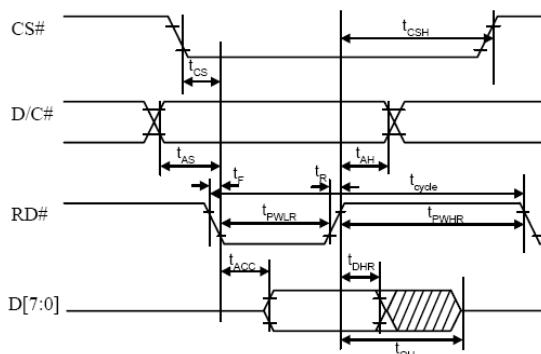 CS#
tCSH
tCS
D/C#
tAS
tAH
tF
tR
tcycle
RD#
tPWLR
tPWHR
tACC
tDHR
D[7:0]